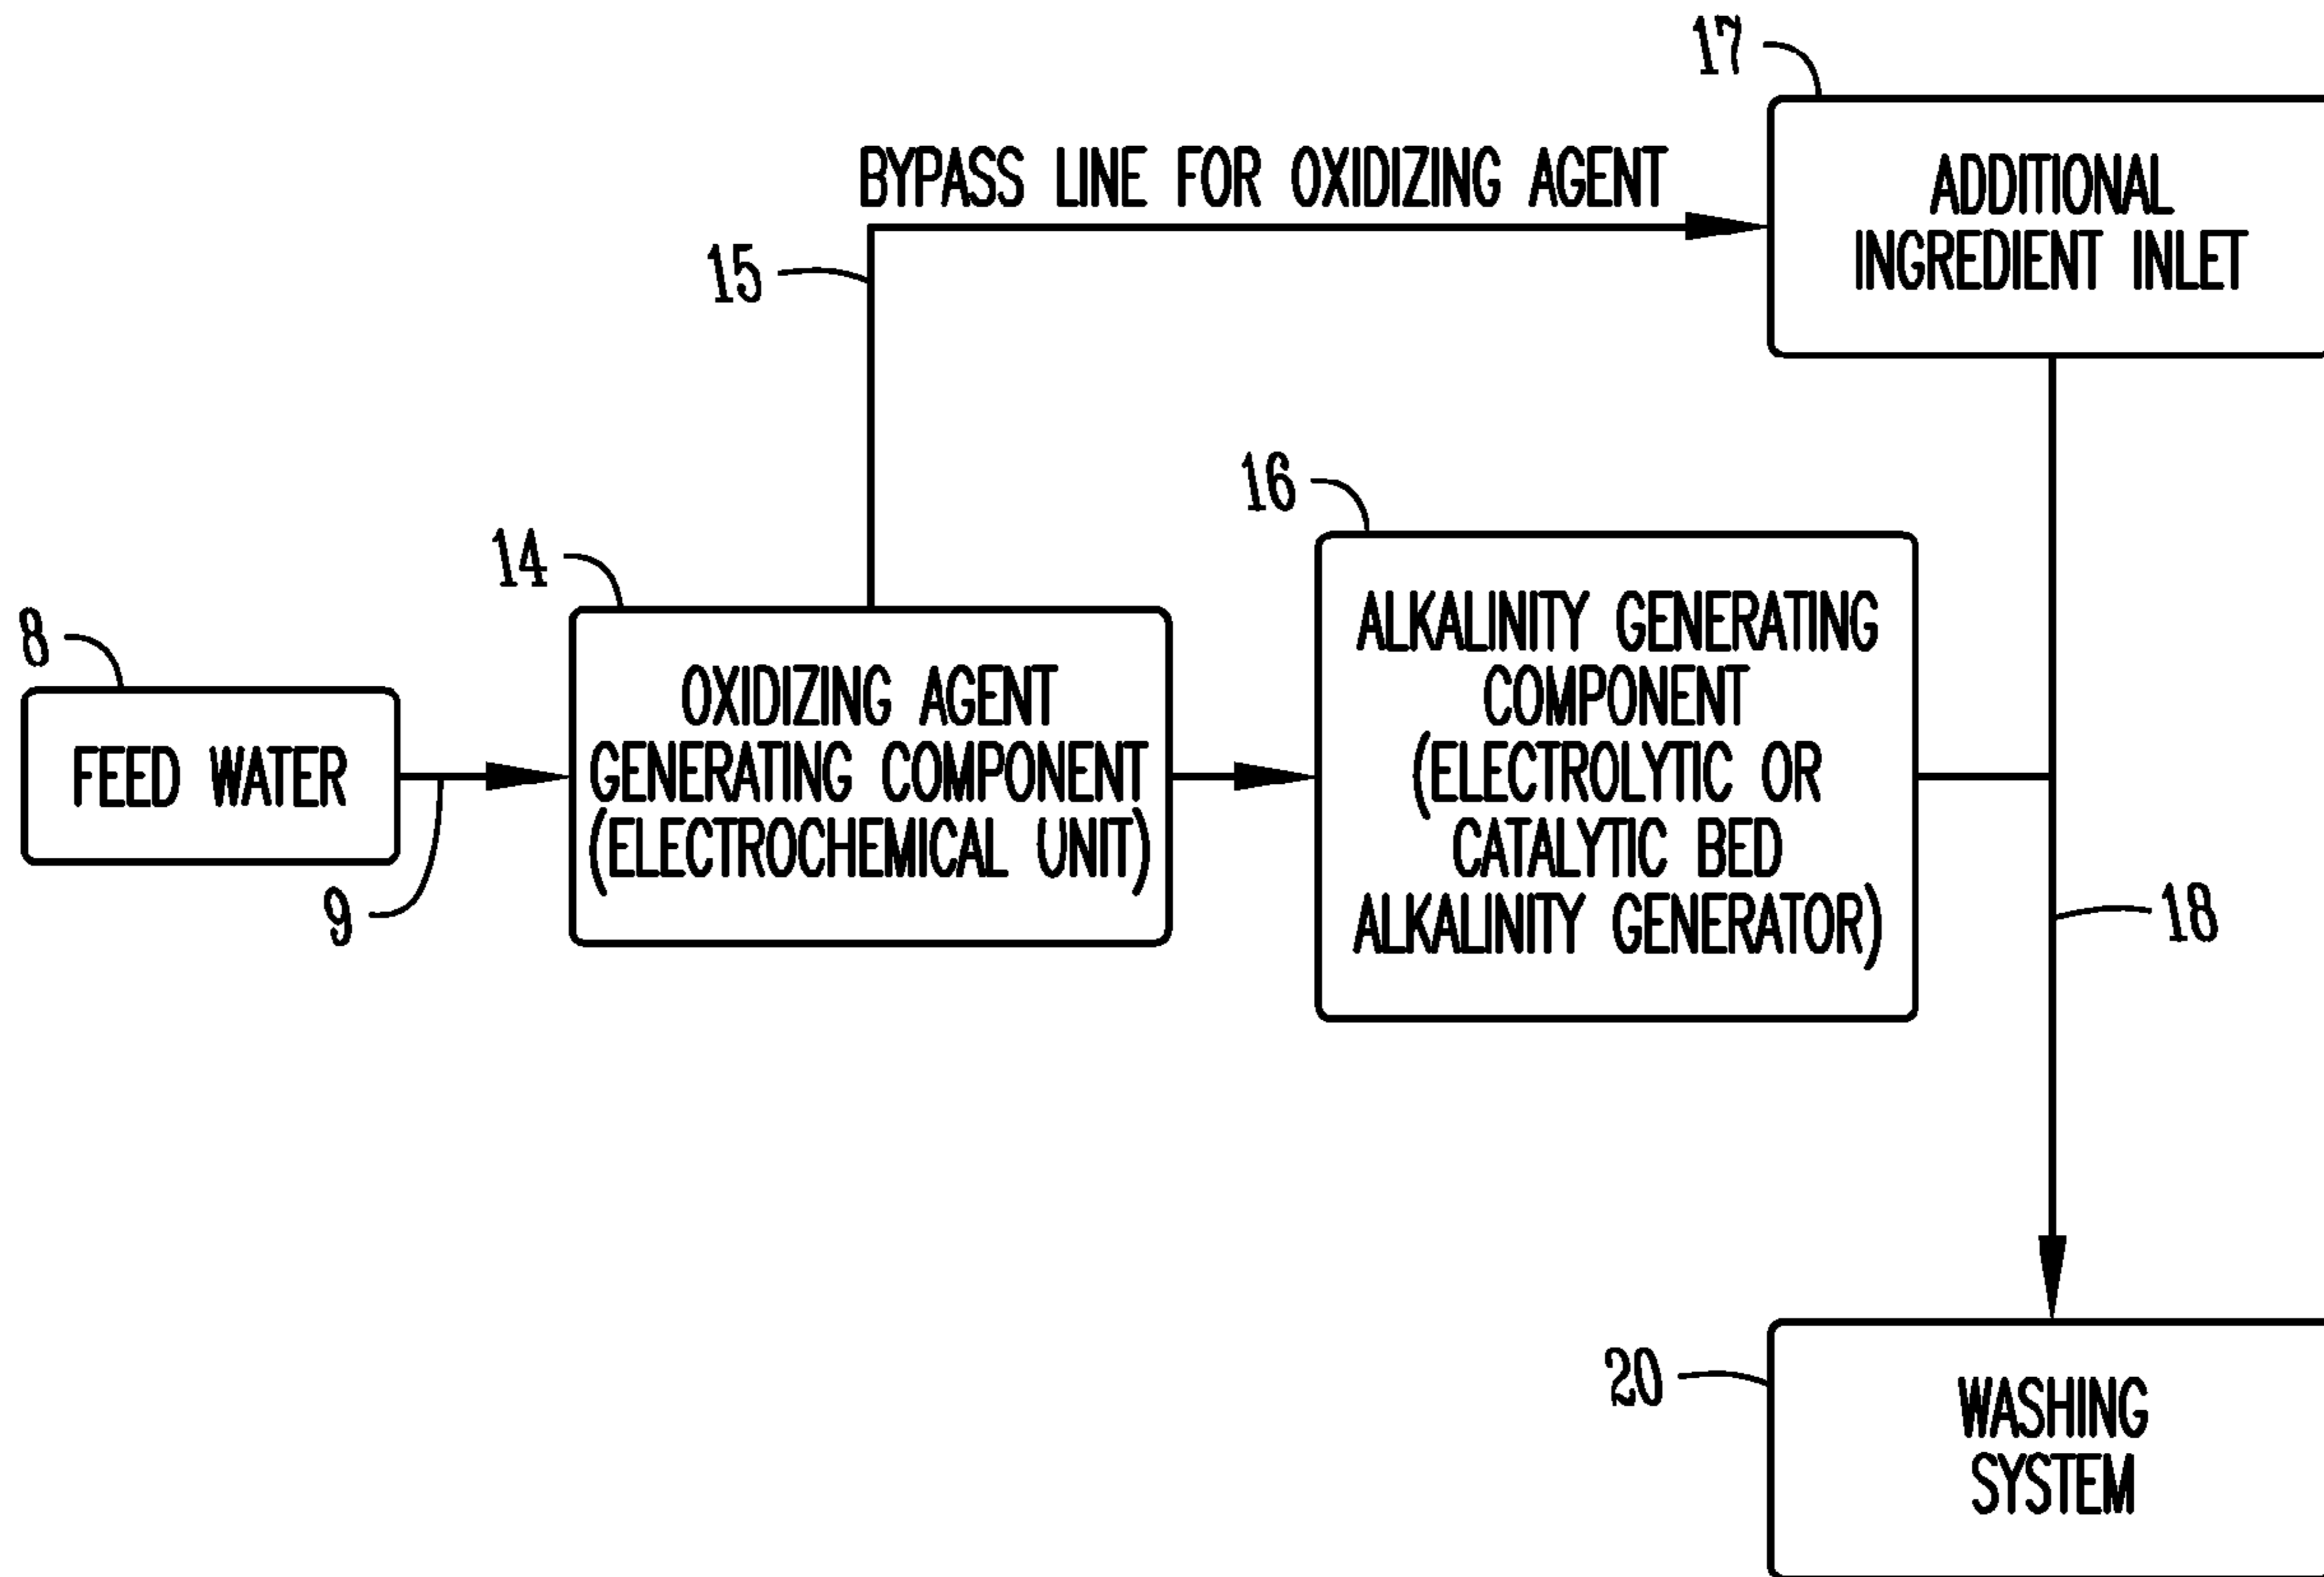 17
BYPASS LINE FOR OXIDIZING AGENT
ADDITIONAL
INGREDIENT INLET
15
16
14
8
FEED WATER
9
OXIDIZING AGENT
GENERATING COMPONENT
(ELECTROCHEMICAL UNIT)
ALKALINITY GENERATING
COMPONENT
(ELECTROLYTIC OR
CATALYTIC BED
ALKALINITY GENERATOR)
18
20
WASHING
SYSTEM